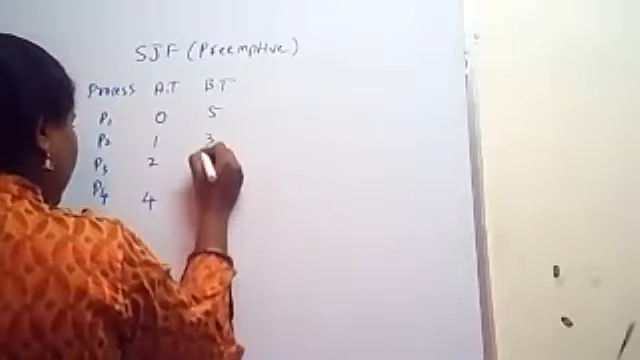 SJF (Preemptive)
Process A.T B.T
P1 0 5
P2 1 3
P3 2
P4 4